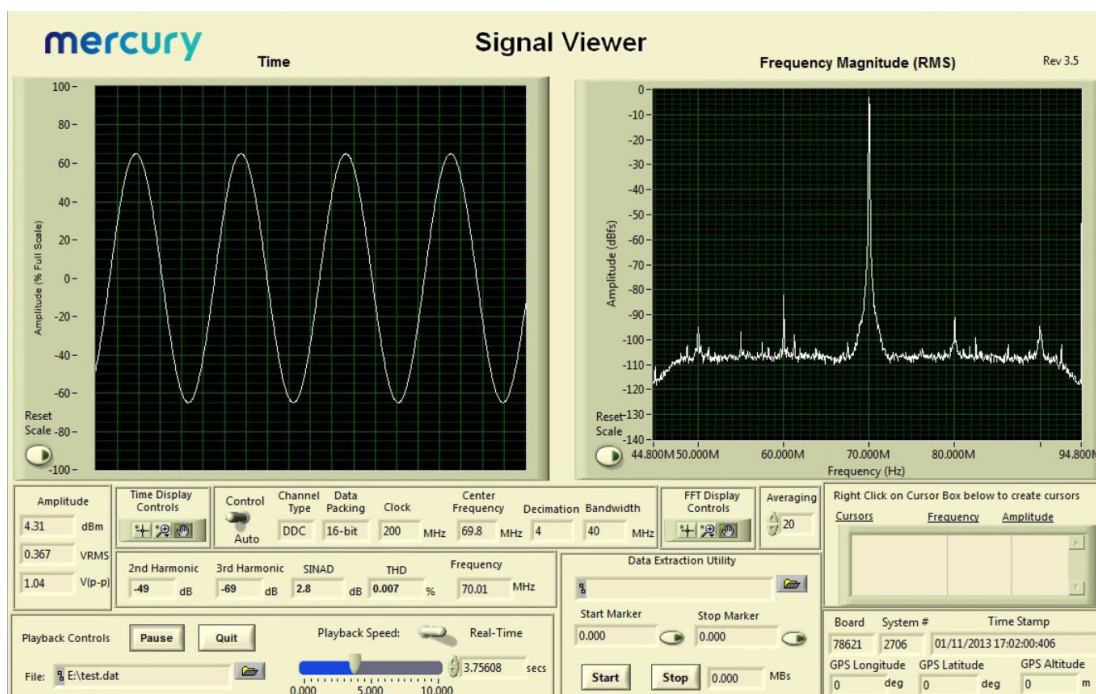 mercury
Signal Viewer
Time
Frequency Magnitude (RMS)
Rev 3.5
Amplitude (% Full Scale)
100
80
60
40
20
0
-20
-40
-60
-80
-100
Reset
Scale
Amplitude (dBfs)
0
-10
-20
-30
-40
-50
-60
-70
-80
-90
-100
-110
-120
-130
-140
Reset
Scale
44.800M 50.000M 60.000M 70.000M 80.000M 94.800M
Frequency (Hz)
Amplitude
4.31 dBm
0.367 VRMS
1.04 V(p-p)
Time Display
Controls
Control
Auto
Channel
Type
DDC
Data
Packing
16-bit
Clock
200 MHz
Center
Frequency
69.8 MHz
Decimation
4
Bandwidth
40 MHz
FFT Display
Controls
Averaging
20
Right Click on Cursor Box below to create cursors
Cursors Frequency Amplitude
2nd Harmonic
-49 dB
3rd Harmonic
-69 dB
SINAD
2.8 dB
THD
0.007 %
Frequency
70.01 MHz
Data Extraction Utility
Start Marker
0.000
Stop Marker
0.000
Start
Stop
0.000 MBs
Playback Controls
Pause
Quit
Playback Speed:
Real-Time
File: E:\test.dat
0.000 5.000 10.000
3.75608 secs
Board System # Time Stamp
78621 2706 01/11/2013 17:02:00:406
GPS Longitude GPS Latitude GPS Altitude
0 deg 0 deg 0 m